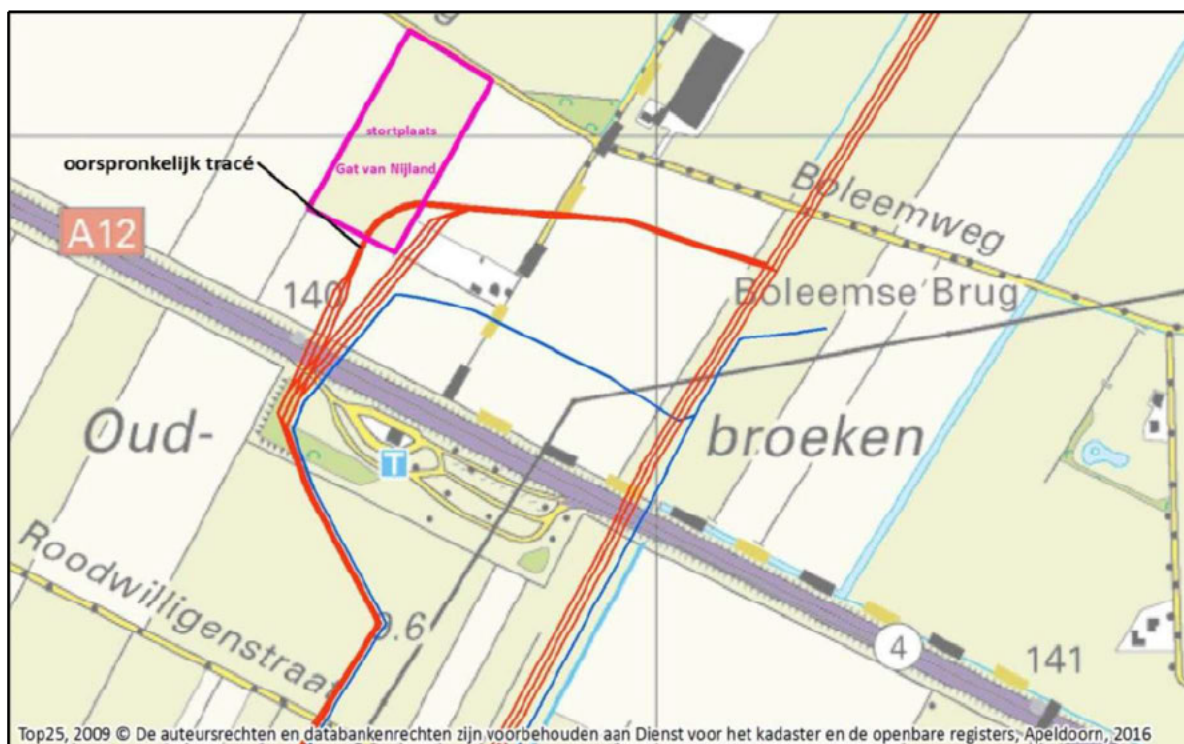 g
stortplaats
oorspronkelijk tracé
Gat van Nijland
Boleemweg
A12
140
Boleemse Brug
Oud-
broeken
T
Roodwilligenstraat
0.6
4
141
Top25, 2009 © De auteursrechten en databankenrechten zijn voorbehouden aan Dienst voor het kadaster en de openbare registers, Apeldoorn, 2016